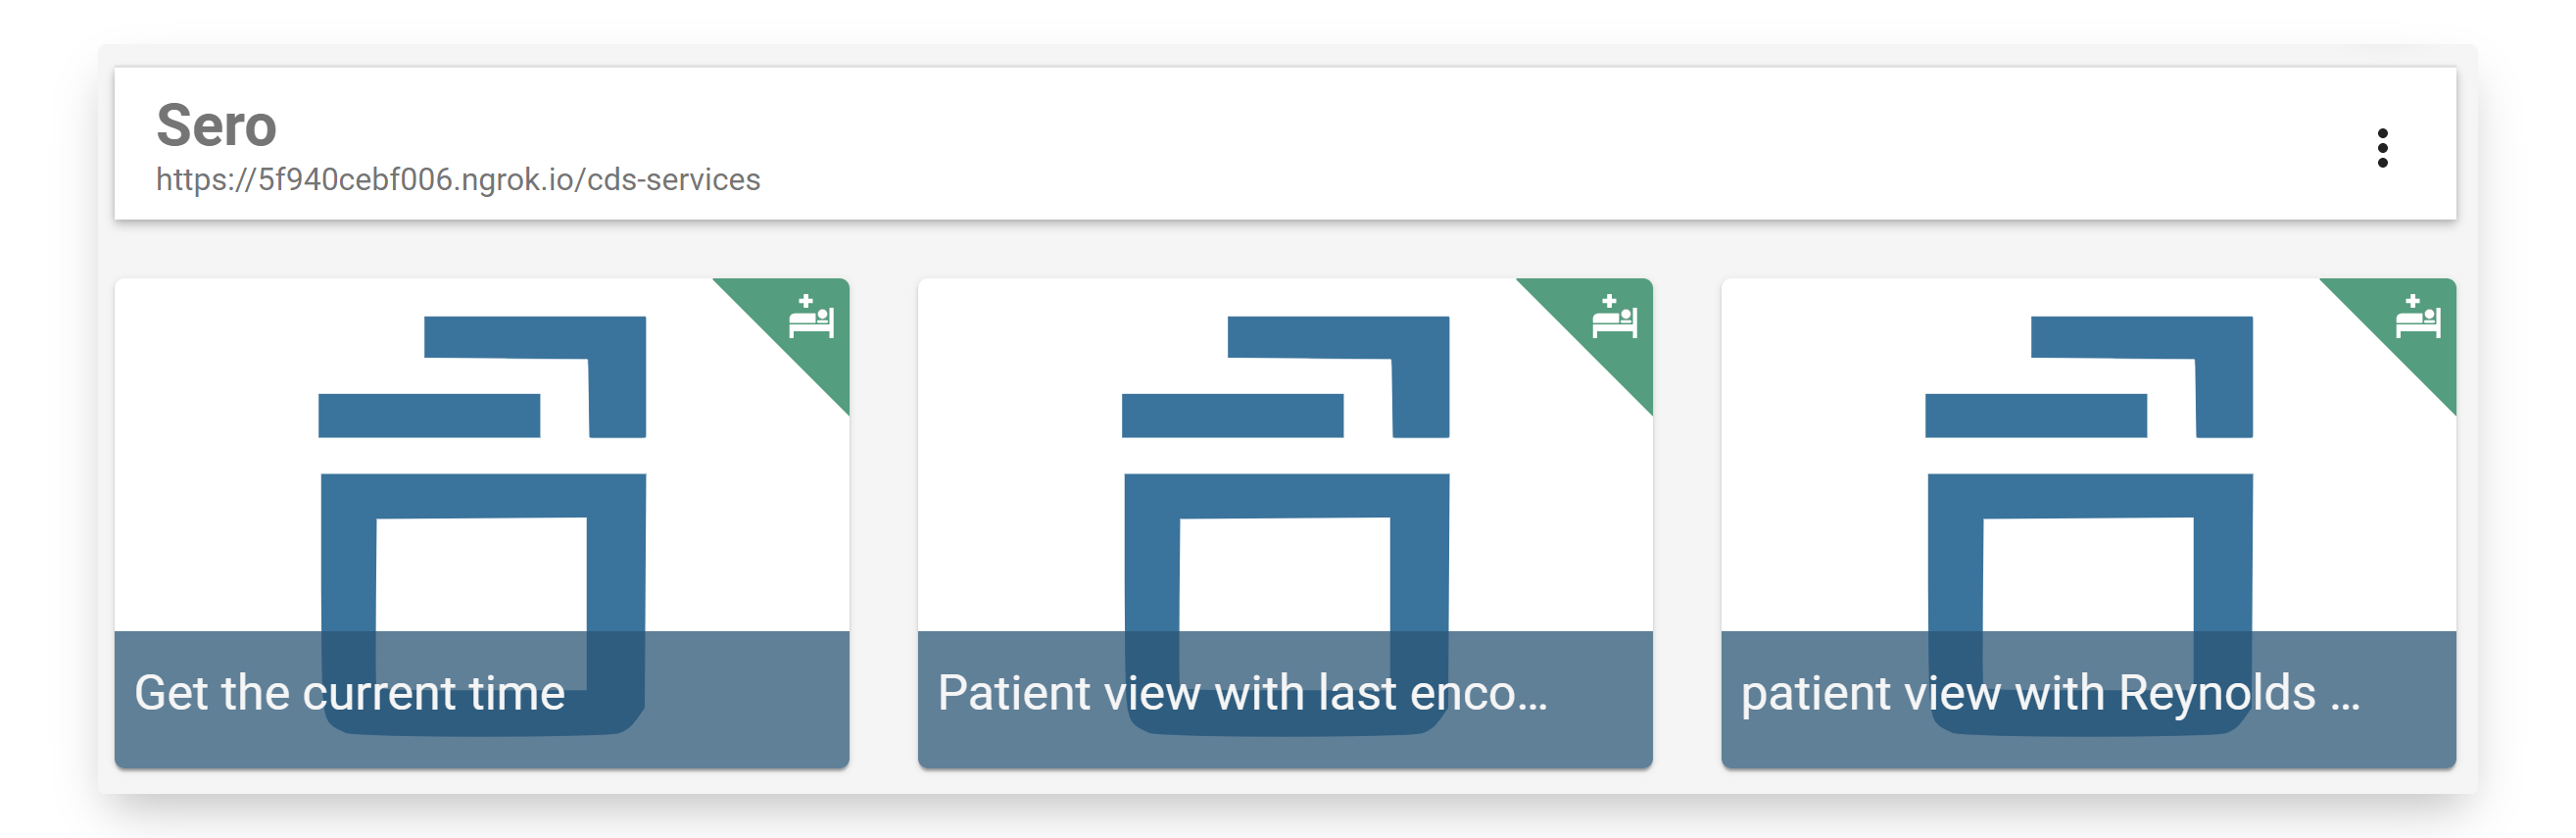 Sero
https://5f940cebf006.ngrok.io/cds-services
Get the current time
Patient view with last enco...
patient view with Reynolds ...